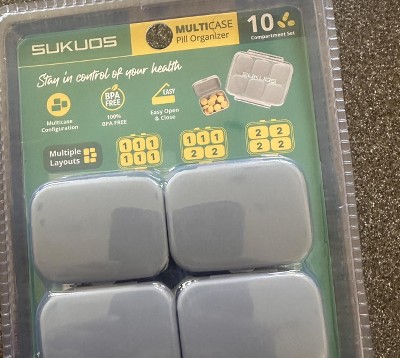 SUKUOS
MULTICASE
Pill Organizer
10
Compartment Set
Stay in control of your health
SUKUOS
Multicase
Configuration
BPA
FREE
100%
BPA FREE
EASY
Easy Open
& Close
Multiple
Layouts
1 1 1
1 1 1
1 1 1
2 2
2 2
2 2